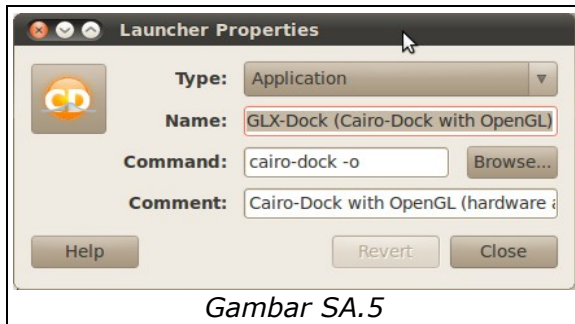 Launcher Properties
CD
Type: Application
Name: GLX-Dock (Cairo-Dock with OpenGL)
Command: cairo-dock -o Browse...
Comment: Cairo-Dock with OpenGL (hardware
Help Revert Close
Gambar SA.5